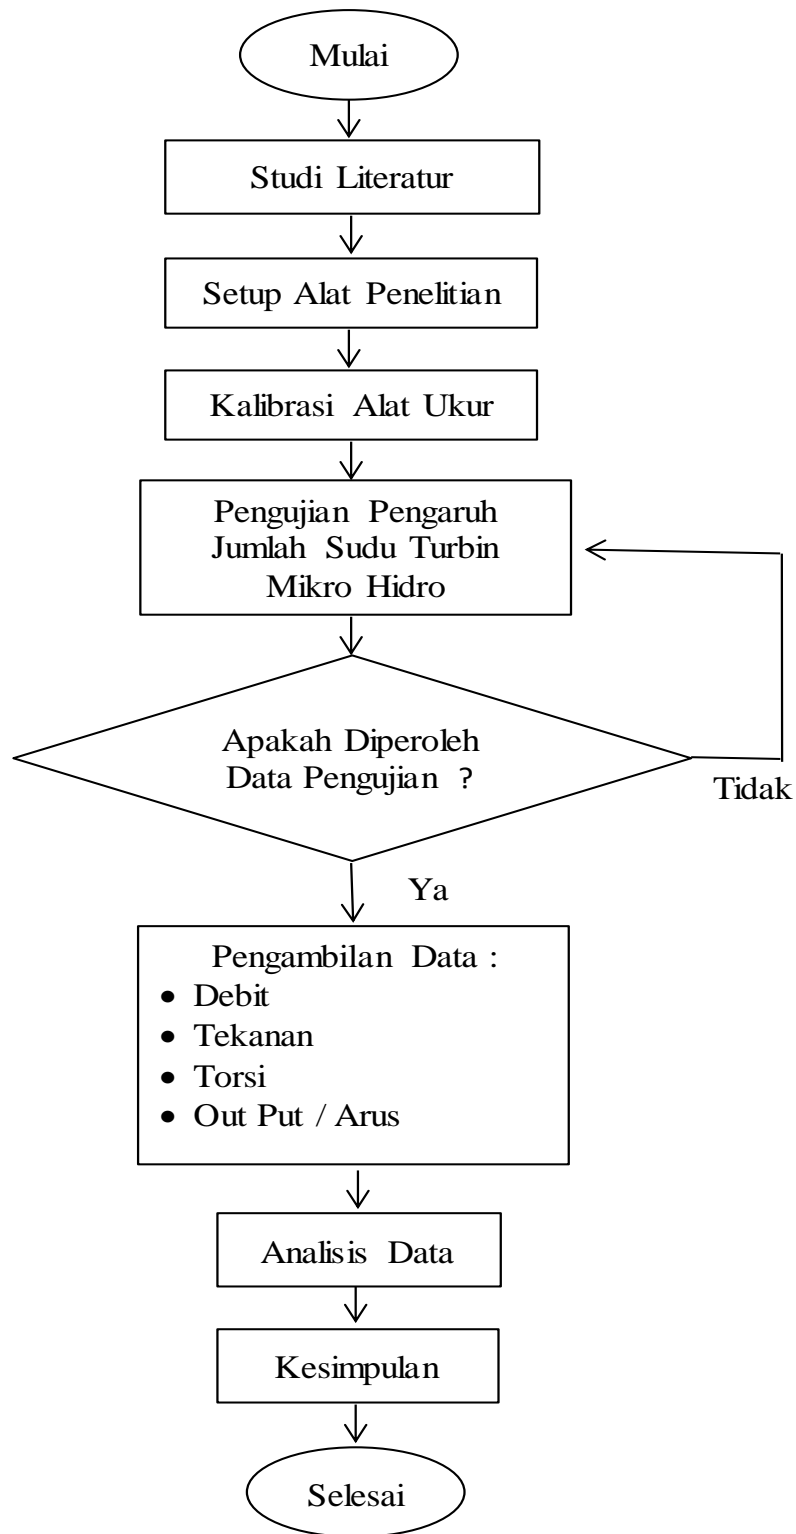 Mulai
Studi Literatur
Setup Alat Penelitian
Kalibrasi Alat Ukur
Pengujian Pengaruh
Jumlah Sudu Turbin
Mikro Hidro
Apakah Diperoleh
Data Pengujian ?
Tidak
Ya
Pengambilan Data :
• Debit
• Tekanan
• Torsi
• Out Put / Arus
Analisis Data
Kesimpulan
Selesai